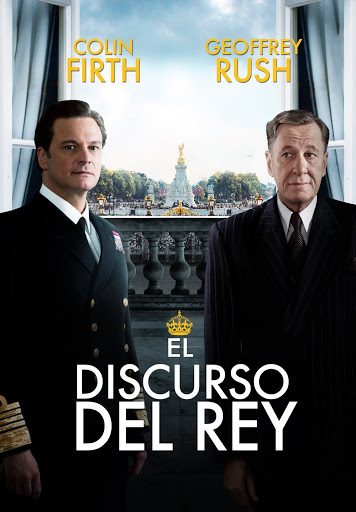 COLIN
FIRTH
GEOFFREY
RUSH
EL
DISCURSO
DEL REY